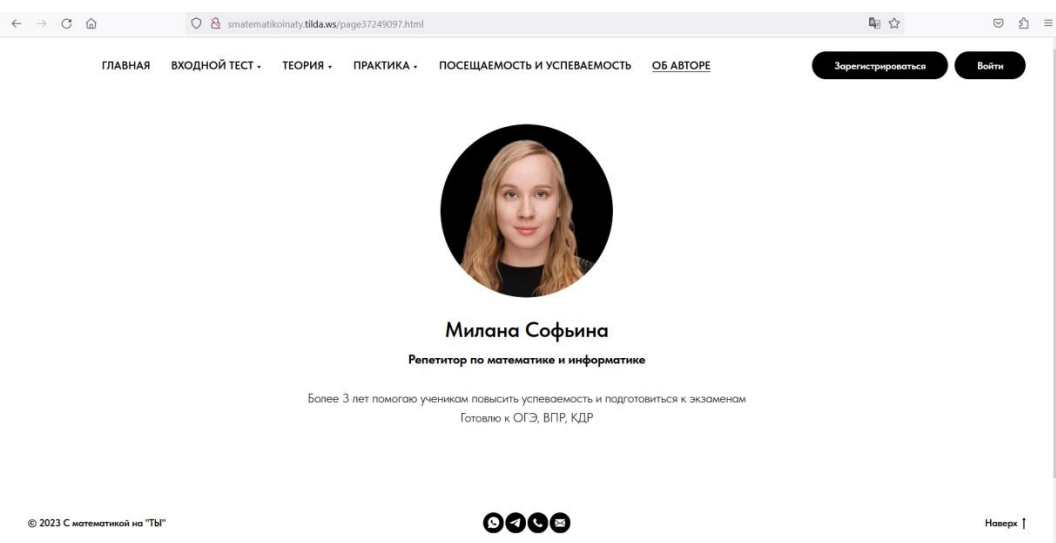 smatematikoinaty.tilda.ws/page37249097.html
ГЛАВНАЯ ВХОДНОЙ ТЕСТ ТЕОРИЯ ПРАКТИКА ПОСЕЩАЕМОСТЬ И УСПЕВАЕМОСТЬ ОБ АВТОРЕ Зарегистрироваться Войти
Милана Софьина
Репетитор по математике и информатике
Более 3 лет помогаю ученикам повысить успеваемость и подготовиться к экзаменам
Готовлю к ОГЭ, ВПР, КДР
© 2023 С математикой на "ТЫ" Наверх ↑